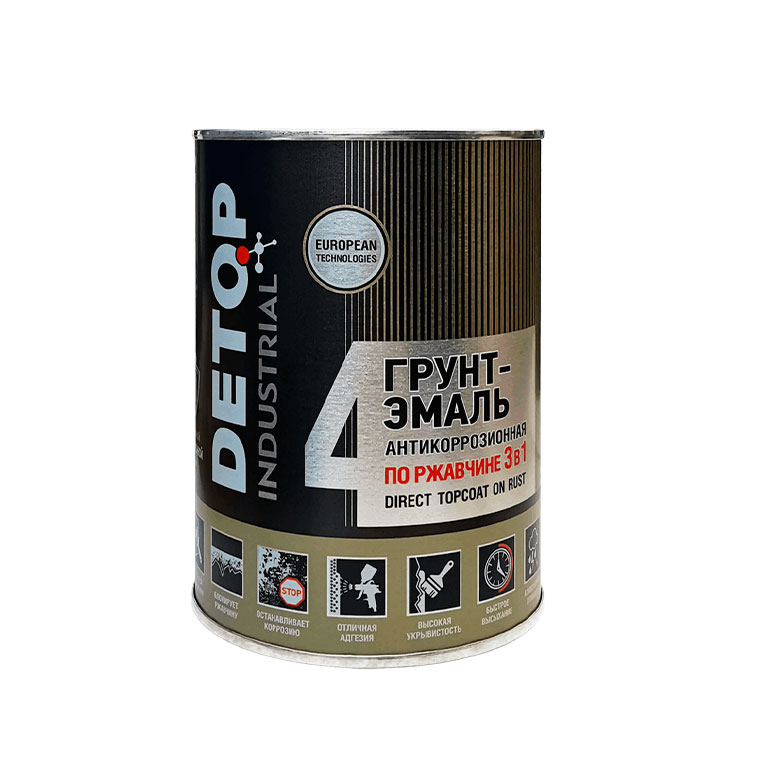 DETOP
INDUSTRIAL
EUROPEAN
TECHNOLOGIES
4
ГРУНТ-
ЭМАЛЬ
АНТИКОРРОЗИОННАЯ
ПО РЖАВЧИНЕ 3в1
DIRECT TOPCOAT ON RUST
STOP
БЛОКИРУЕТ
РЖАВЧИНУ
ОСТАНАВЛИВАЕТ
КОРРОЗИЮ
ОТЛИЧНАЯ
АДГЕЗИЯ
ВЫСОКАЯ
УКРЫВИСТОСТЬ
БЫСТРОЕ
ВЫСЫХАНИЕ